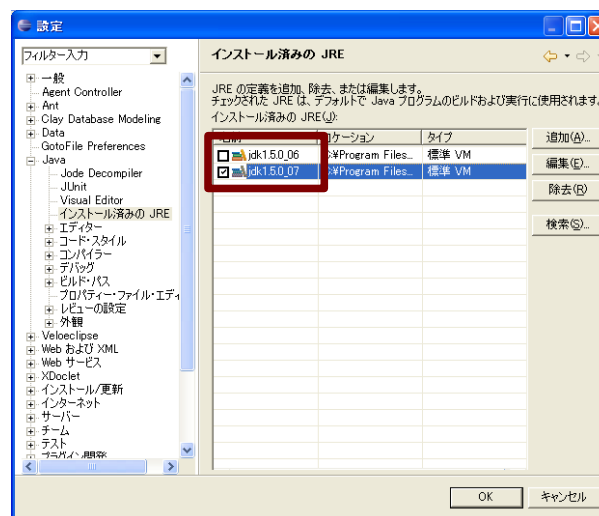 設定
フィルター入力
インストール済みの JRE
一般
Agent Controller
Ant
Clay Database Modeling
Data
GotoFile Preferences
Java
Jode Decompiler
JUnit
Visual Editor
インストール済みの JRE
エディター
コード・スタイル
コンパイラー
デバッグ
ビルド・パス
プロパティー・ファイル・エディ
レビューの設定
外観
Veloeclipse
Web および XML
Web サービス
XDoclet
インストール/更新
インターネット
サーバー
チーム
テスト
プラグイン開発
JRE の定義を追加、除去、または編集します。
チェックされた JRE は、デフォルトで Java プログラムのビルドおよび実行に使用されます。
インストール済みの JRE(J):
名前 ロケーション タイプ
jdk1.5.0_06 C:¥Program Files... 標準 VM
jdk1.5.0_07 C:¥Program Files... 標準 VM
追加(A)...
編集(E)...
除去(R)
検索(S)...
OK キャンセル